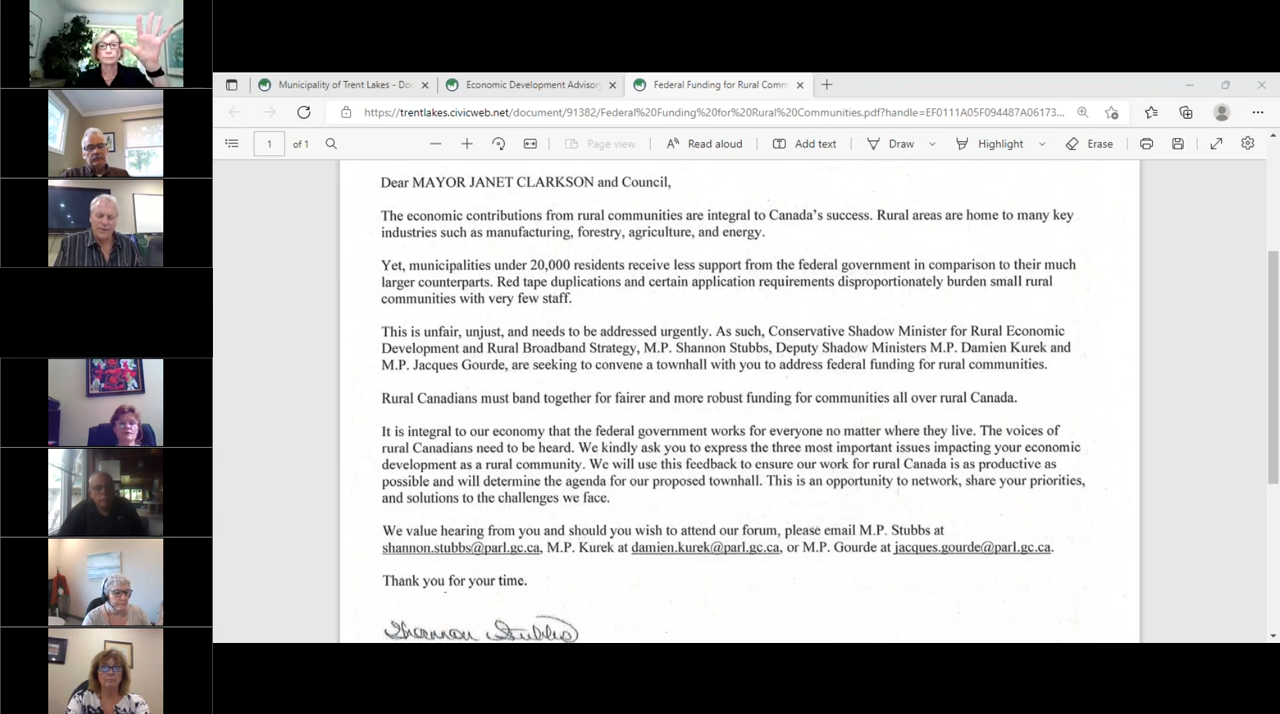 Municipality of Trent Lakes - Do
Economic Development Advisor
Federal Funding for Rural Comm
https://trentlakes.civicweb.net/document/91382/Federal%20Funding%20for%20Rural%20Communities.pdf?handle=EF0111A05F094487A06173...
1 of 1
Page view
Read aloud
Add text
Draw
Highlight
Erase
Dear MAYOR JANET CLARKSON and Council,
The economic contributions from rural communities are integral to Canada's success. Rural areas are home to many key
industries such as manufacturing, forestry, agriculture, and energy.
Yet, municipalities under 20,000 residents receive less support from the federal government in comparison to their much
larger counterparts. Red tape duplications and certain application requirements disproportionately burden small rural
communities with very few staff.
This is unfair, unjust, and needs to be addressed urgently. As such, Conservative Shadow Minister for Rural Economic
Development and Rural Broadband Strategy, M.P. Shannon Stubbs, Deputy Shadow Ministers M.P. Damien Kurek and
M.P. Jacques Gourde, are seeking to convene a townhall with you to address federal funding for rural communities.
Rural Canadians must band together for fairer and more robust funding for communities all over rural Canada.
It is integral to our economy that the federal government works for everyone no matter where they live. The voices of
rural Canadians need to be heard. We kindly ask you to express the three most important issues impacting your economic
development as a rural community. We will use this feedback to ensure our work for rural Canada is as productive as
possible and will determine the agenda for our proposed townhall. This is an opportunity to network, share your priorities,
and solutions to the challenges we face.
We value hearing from you and should you wish to attend our forum, please email M.P. Stubbs at
shannon.stubbs@parl.gc.ca, M.P. Kurek at damien.kurek@parl.gc.ca, or M.P. Gourde at jacques.gourde@parl.gc.ca.
Thank you for your time.
Shannon Stubbs